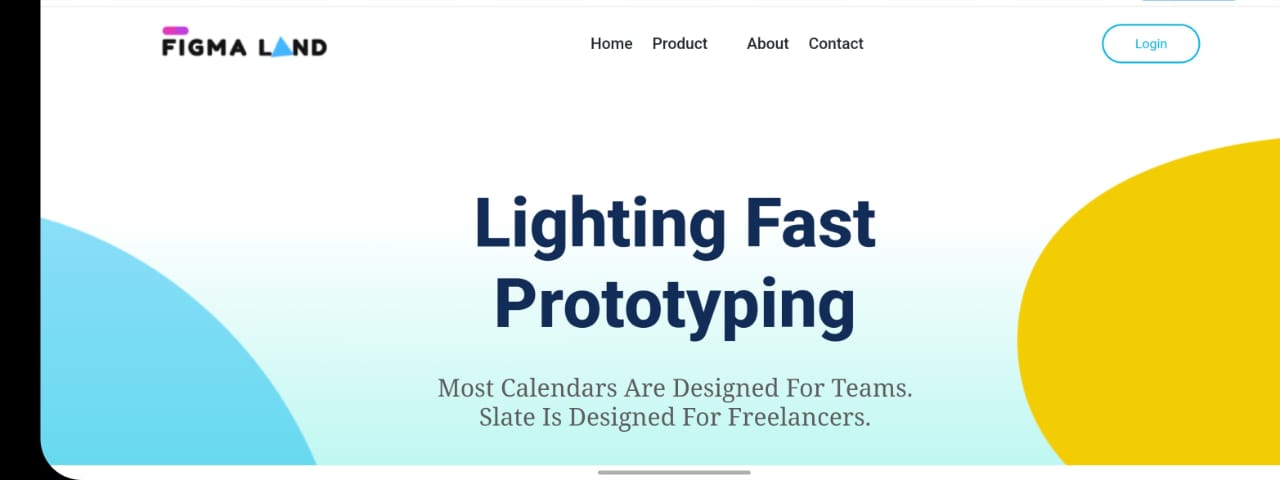 FIGMA LAND
Home Product About Contact
Login
Lighting Fast
Prototyping
Most Calendars Are Designed For Teams.
Slate Is Designed For Freelancers.